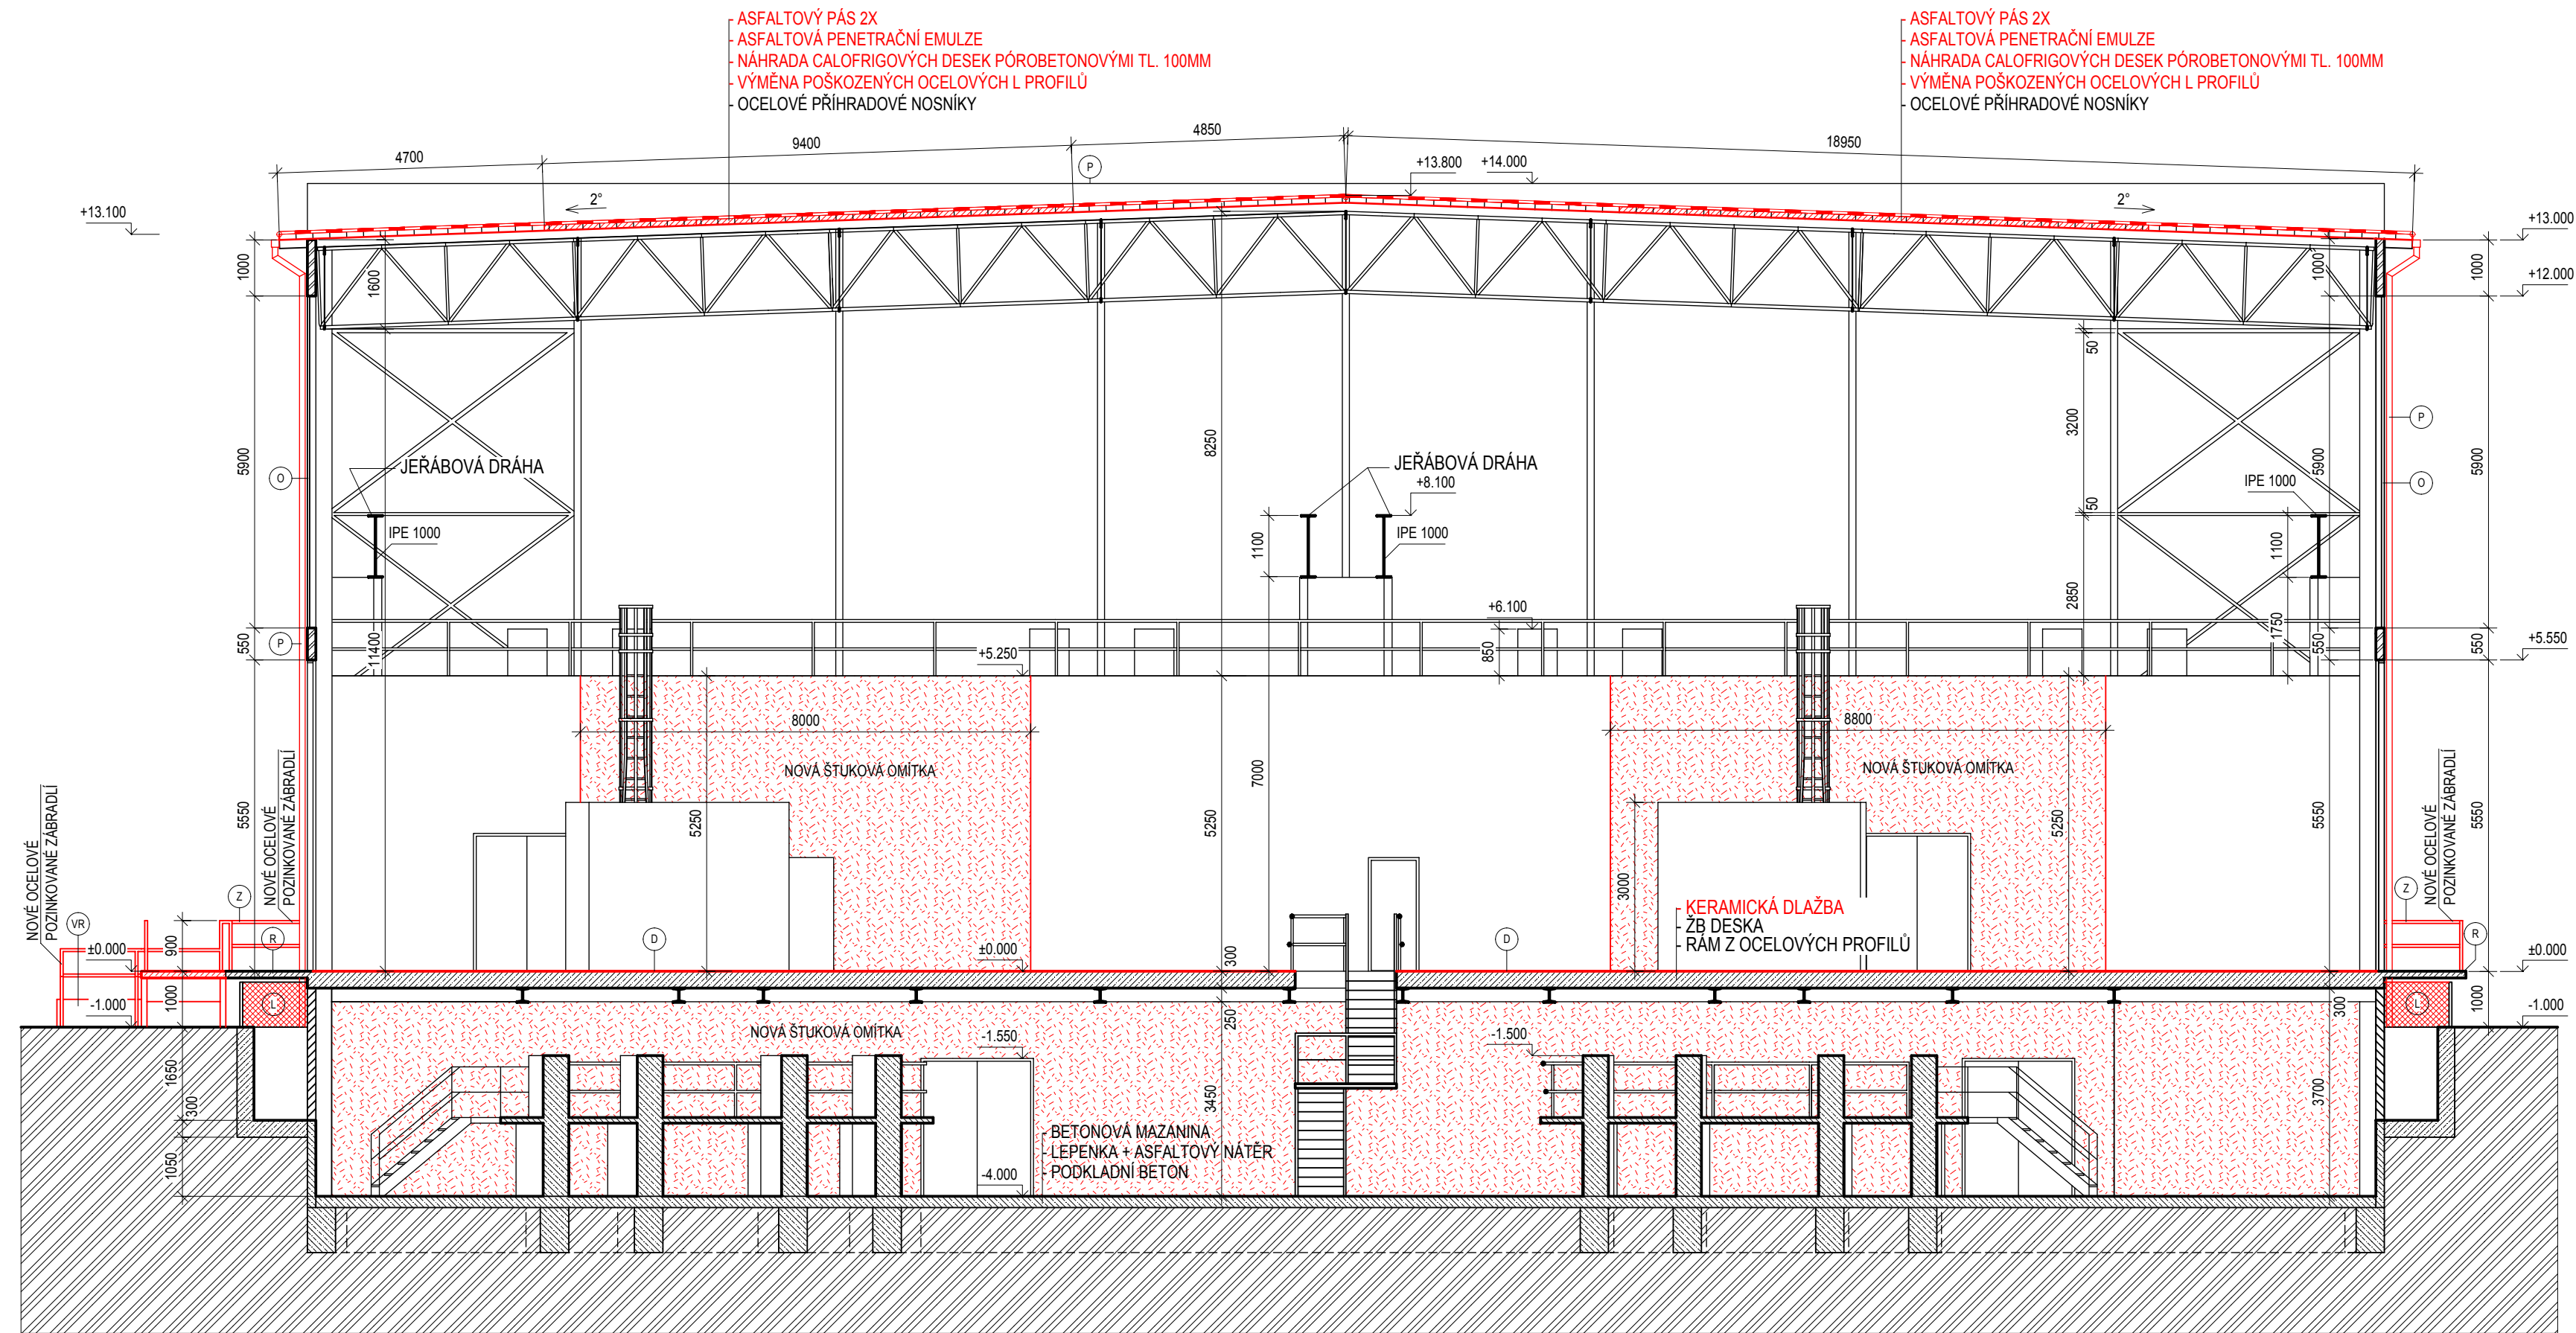 - ASFALTOVÝ PÁS 2X
- ASFALTOVÁ PENETRAČNÍ EMULZE
- NÁHRADA CALOFRIGOVÝCH DESEK PÓROBETONOVÝMI TL. 100MM
- VÝMĚNA POŠKOZENÝCH OCELOVÝCH L PROFILŮ
- OCELOVÉ PŘÍHRADOVÉ NOSNÍKY
- ASFALTOVÝ PÁS 2X
- ASFALTOVÁ PENETRAČNÍ EMULZE
- NÁHRADA CALOFRIGOVÝCH DESEK PÓROBETONOVÝMI TL. 100MM
- VÝMĚNA POŠKOZENÝCH OCELOVÝCH L PROFILŮ
- OCELOVÉ PŘÍHRADOVÉ NOSNÍKY
4700
9400
4850
18950
P
+13.800
+14.000
2°
2°
+13.100
+13.000
+12.000
1000
1600
1000
1000
50
3200
P
5900
8250
5900
5900
JEŘÁBOVÁ DRÁHA
JEŘÁBOVÁ DRÁHA
+8.100
O
O
IPE 1000
IPE 1000
IPE 1000
50
1100
1100
2850
+6.100
P
550
11400
+5.250
850
1750
550
550
+5.550
8000
8800
NOVÁ ŠTUKOVÁ OMÍTKA
NOVÁ ŠTUKOVÁ OMÍTKA
7000
5550
5250
5250
5250
5550
5550
3000
NOVÉ OCELOVÉ
POZINKOVANÉ ZÁBRADLÍ
NOVÉ OCELOVÉ
POZINKOVANÉ ZÁBRADLÍ
NOVÉ OCELOVÉ
POZINKOVANÉ ZÁBRADLÍ
Z
Z
VR
R
R
D
D
- KERAMICKÁ DLAŽBA
- ŽB DESKA
- RÁM Z OCELOVÝCH PROFILŮ
±0.000
900
±0.000
300
±0.000
-1.000
1000
L
L
250
300
1000
-1.000
NOVÁ ŠTUKOVÁ OMÍTKA
-1.550
-1.500
1650
300
1050
3450
3700
- BETONOVÁ MAZANINA
- LEPENKA + ASFALTOVÝ NÁTĚR
- PODKLADNÍ BETON
-4.000